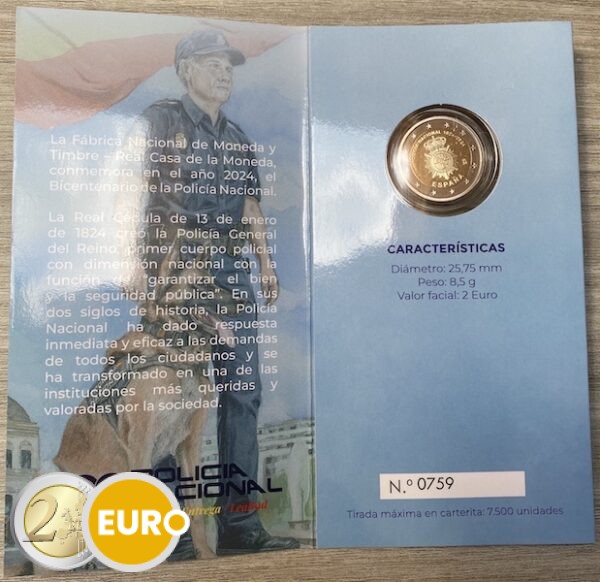 La Fábrica Nacional de Moneda y
Timbre – Real Casa de la Moneda,
conmemora en el año 2024, el
Bicentenario de la Policía Nacional.
La Real Cédula de 13 de enero
de 1824 creó la Policía General
del Reino, primer cuerpo policial
con dimensión nacional con la
función de "garantizar el bien
y la seguridad pública". En sus
dos siglos de historia, la Policía
Nacional ha dado respuesta
inmediata y eficaz a las demandas
de todos los ciudadanos y se
ha transformado en una de las
instituciones más queridas y
valoradas por la sociedad.
POLICIA
Entrega Lealtad
2 EURO
ESPAÑA
CARACTERÍSTICAS
Diámetro: 25,75 mm
Peso: 8,5 g
Valor facial: 2 Euro
N.º 0759
Tirada máxima en carterita: 7.500 unidades